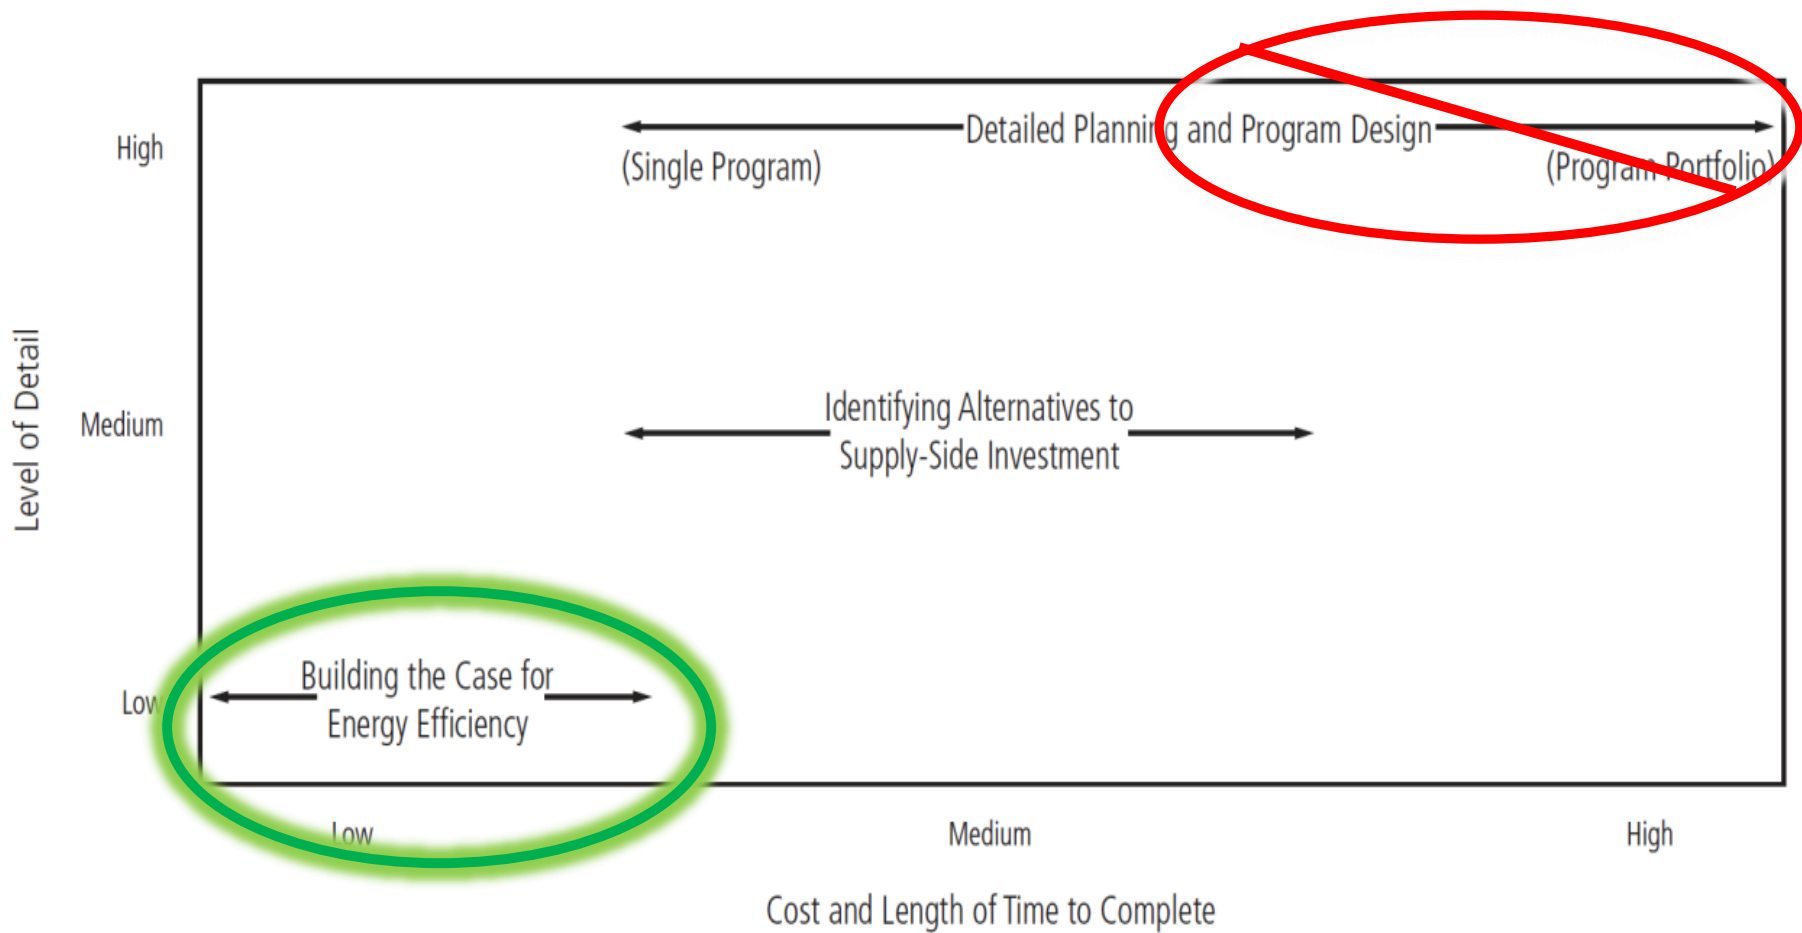 High
Detailed Planning and Program Design
(Single Program)
(Program Portfolio)
Level of Detail
Medium
Identifying Alternatives to
Supply-Side Investment
Low
Building the Case for
Energy Efficiency
Low
Medium
High
Cost and Length of Time to Complete